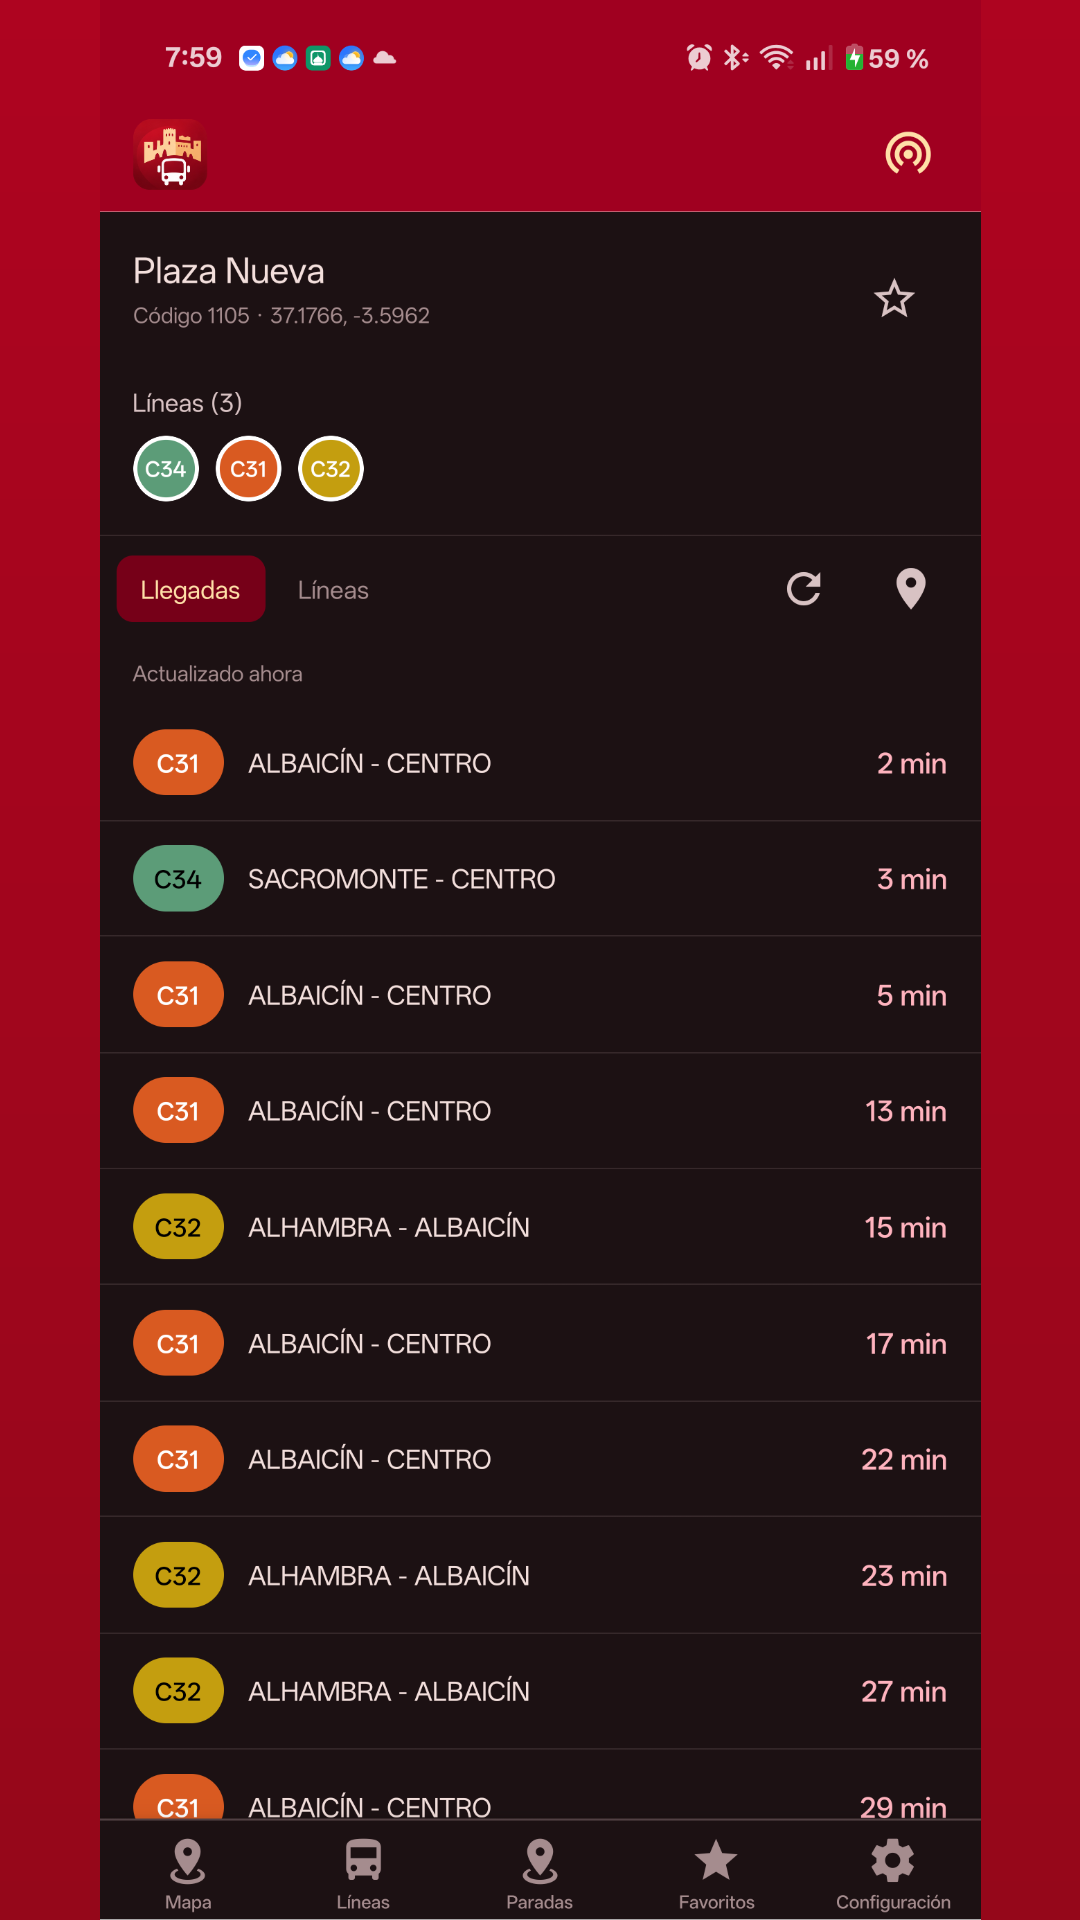 7:59
59 %
Plaza Nueva
Código 1105 · 37.1766, -3.5962
Líneas (3)
C34 C31 C32
Llegadas Líneas
Actualizado ahora
C31 ALBAICÍN - CENTRO 2 min
C34 SACROMONTE - CENTRO 3 min
C31 ALBAICÍN - CENTRO 5 min
C31 ALBAICÍN - CENTRO 13 min
C32 ALHAMBRA - ALBAICÍN 15 min
C31 ALBAICÍN - CENTRO 17 min
C31 ALBAICÍN - CENTRO 22 min
C32 ALHAMBRA - ALBAICÍN 23 min
C32 ALHAMBRA - ALBAICÍN 27 min
C31 ALBAICÍN - CENTRO 29 min
Mapa Líneas Paradas Favoritos Configuración